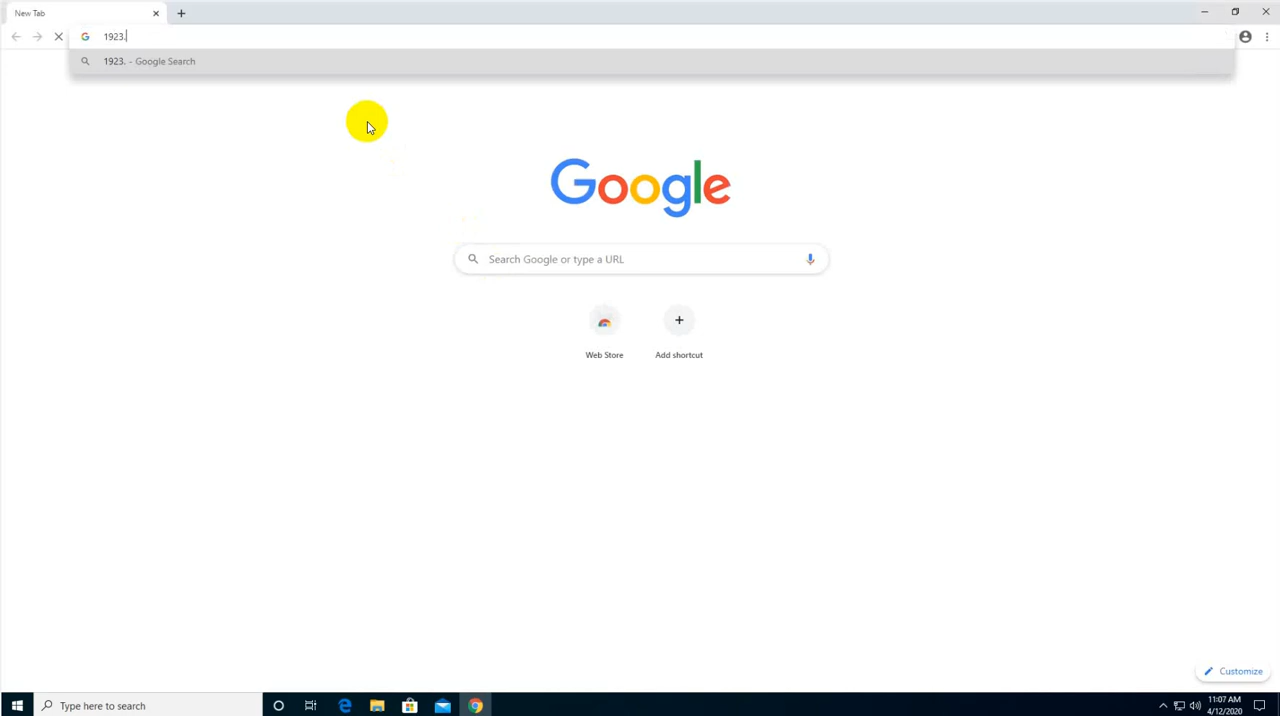 New Tab
1923.
1923. - Google Search
Google
Search Google or type a URL
Web Store
Add shortcut
Customize
Type here to search
11:07 AM
4/12/2020